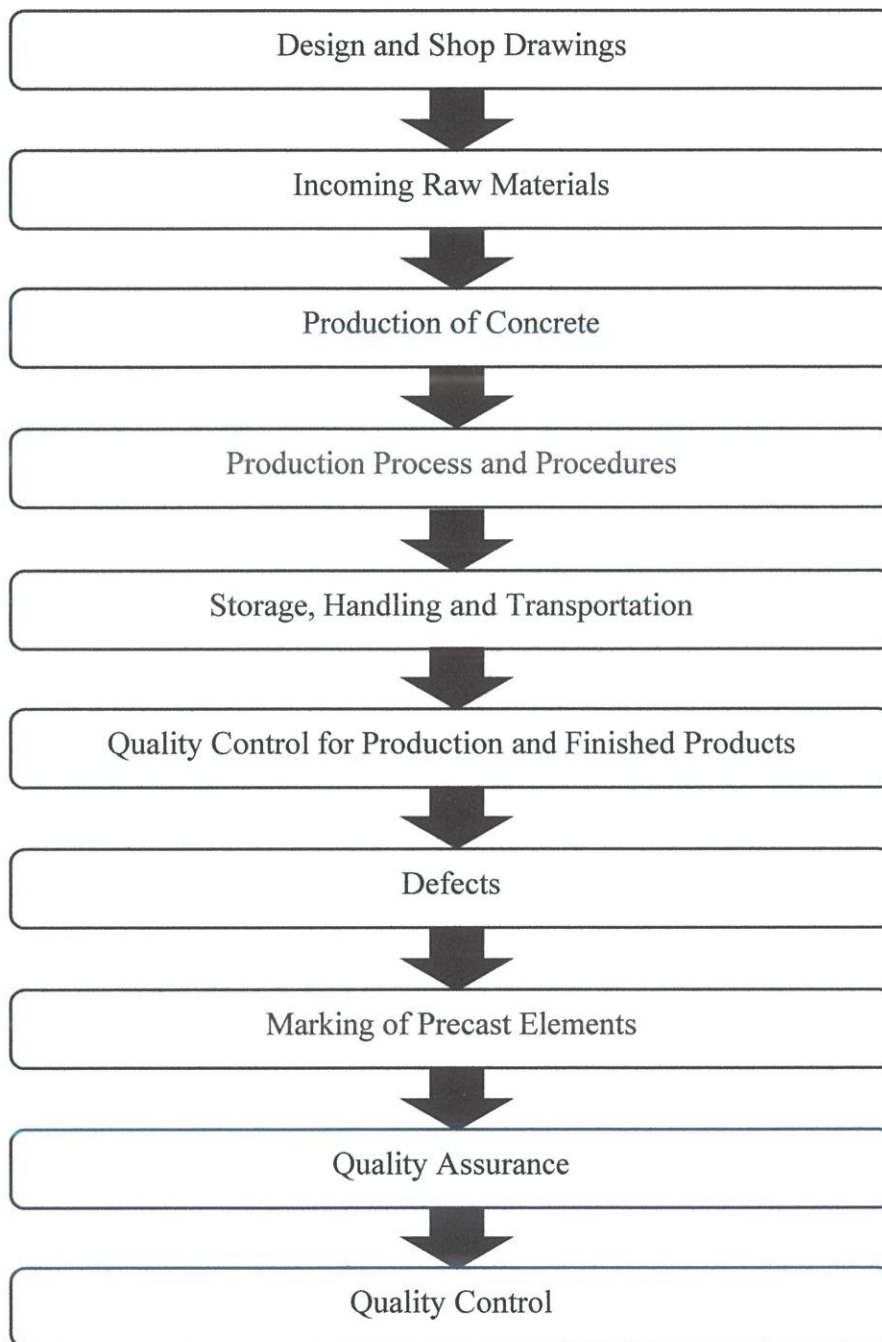 Design and Shop Drawings
Incoming Raw Materials
Production of Concrete
Production Process and Procedures
Storage, Handling and Transportation
Quality Control for Production and Finished Products
Defects
Marking of Precast Elements
Quality Assurance
Quality Control